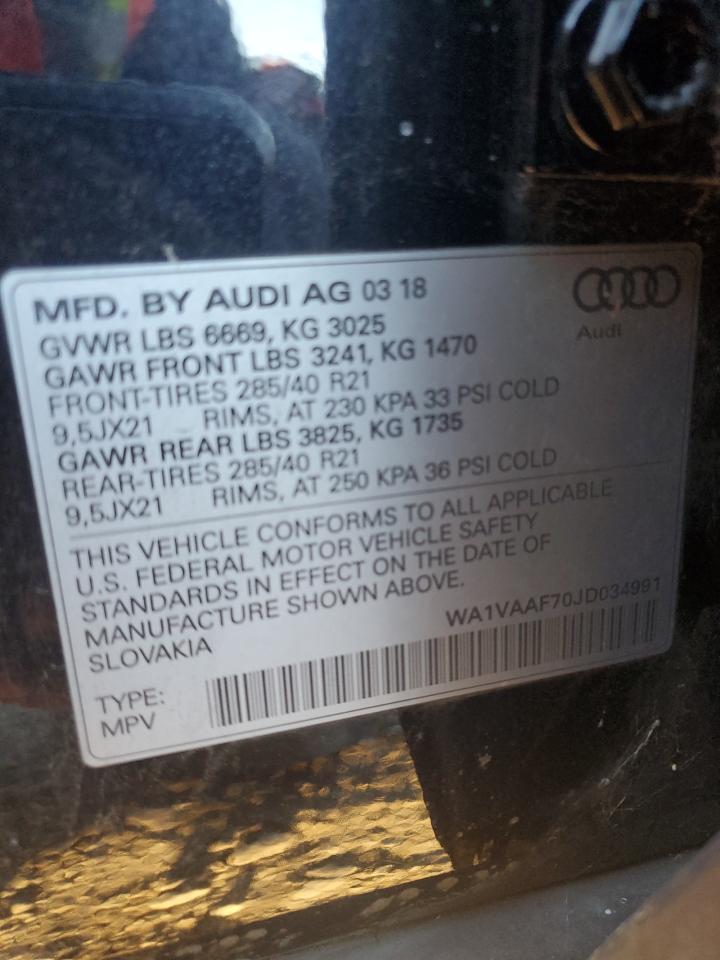 MFD. BY AUDI AG 03 18
Audi
GVWR LBS 6669, KG 3025
GAWR FRONT LBS 3241, KG 1470
FRONT-TIRES 285/40 R21
9,5JX21 RIMS, AT 230 KPA 33 PSI COLD
GAWR REAR LBS 3825, KG 1735
REAR-TIRES 285/40 R21
9,5JX21 RIMS, AT 250 KPA 36 PSI COLD
THIS VEHICLE CONFORMS TO ALL APPLICABLE
U.S. FEDERAL MOTOR VEHICLE SAFETY
STANDARDS IN EFFECT ON THE DATE OF
MANUFACTURE SHOWN ABOVE.
SLOVAKIA
WA1VAAF70JD034991
TYPE:
MPV